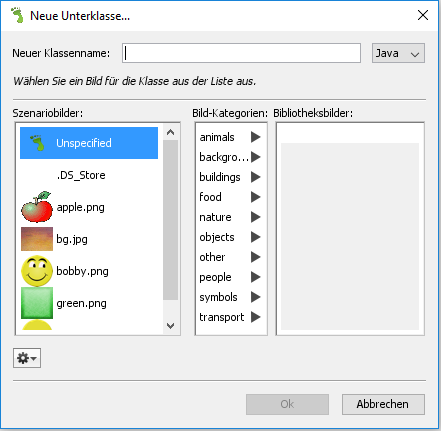 Neue Unterklasse...
Neuer Klassenname:
Java
Wählen Sie ein Bild für die Klasse aus der Liste aus.
Szenariobilder:
Unspecified
.DS_Store
apple.png
bg.jpg
bobby.png
green.png
Bild-Kategorien:
animals
backgro...
buildings
food
nature
objects
other
people
symbols
transport
Bibliotheksbilder:
Ok
Abbrechen